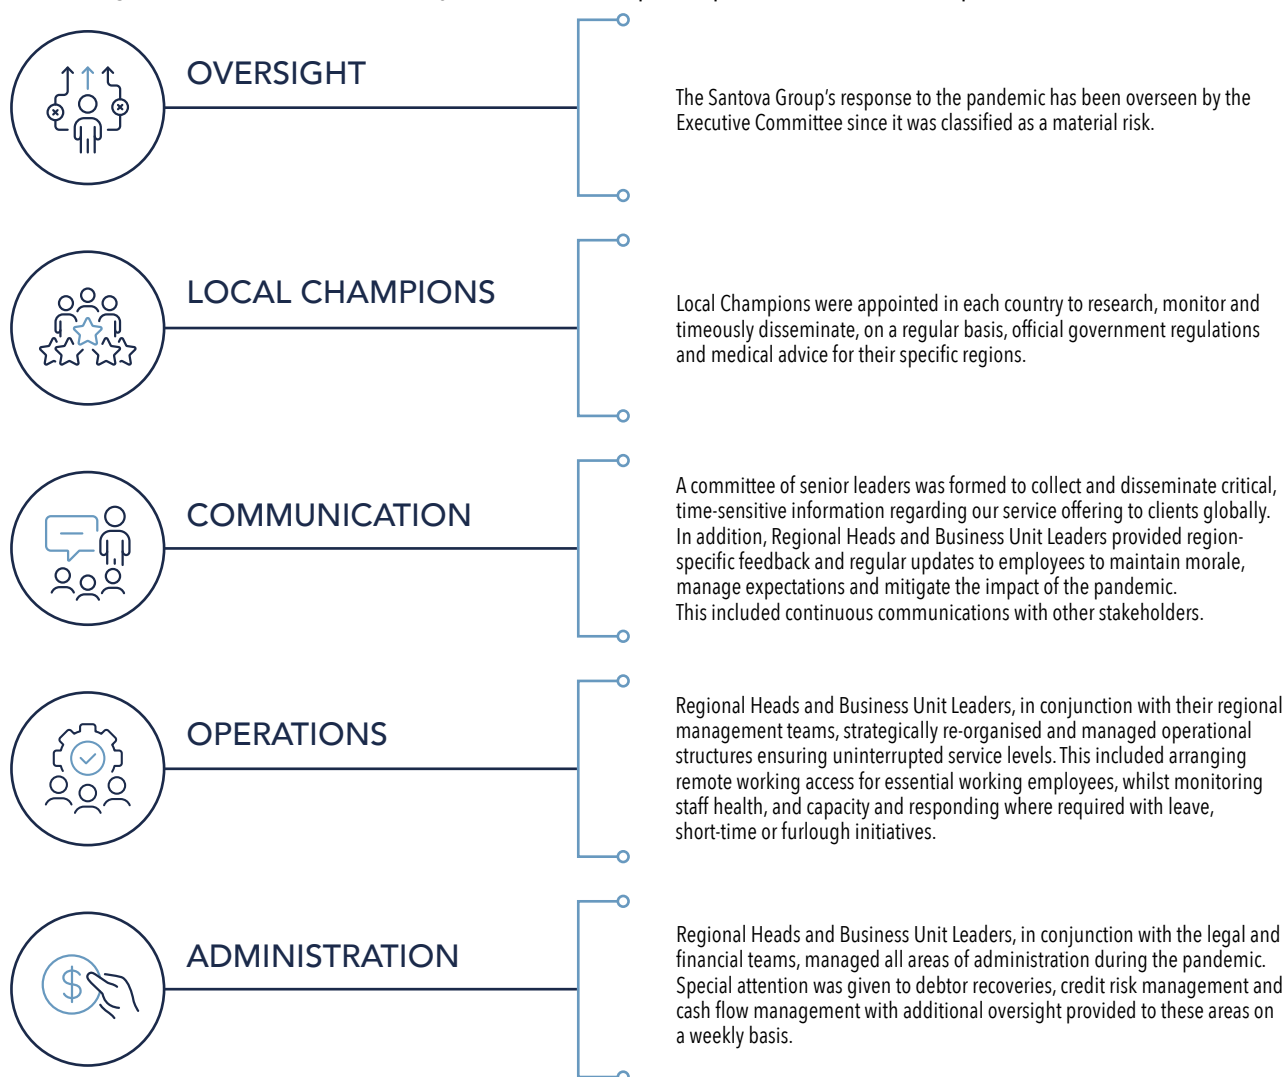 OVERSIGHT
The Santova Group's response to the pandemic has been overseen by the
Executive Committee since it was classified as a material risk.
LOCAL CHAMPIONS
Local Champions were appointed in each country to research, monitor and
timeously disseminate, on a regular basis, official government regulations
and medical advice for their specific regions.
COMMUNICATION
A committee of senior leaders was formed to collect and disseminate critical,
time-sensitive information regarding our service offering to clients globally.
In addition, Regional Heads and Business Unit Leaders provided region-
specific feedback and regular updates to employees to maintain morale,
manage expectations and mitigate the impact of the pandemic.
This included continuous communications with other stakeholders.
OPERATIONS
Regional Heads and Business Unit Leaders, in conjunction with their regional
management teams, strategically re-organised and managed operational
structures ensuring uninterrupted service levels. This included arranging
remote working access for essential working employees, whilst monitoring
staff health, and capacity and responding where required with leave,
short-time or furlough initiatives.
ADMINISTRATION
$
Regional Heads and Business Unit Leaders, in conjunction with the legal and
financial teams, managed all areas of administration during the pandemic.
Special attention was given to debtor recoveries, credit risk management and
cash flow management with additional oversight provided to these areas on
a weekly basis.